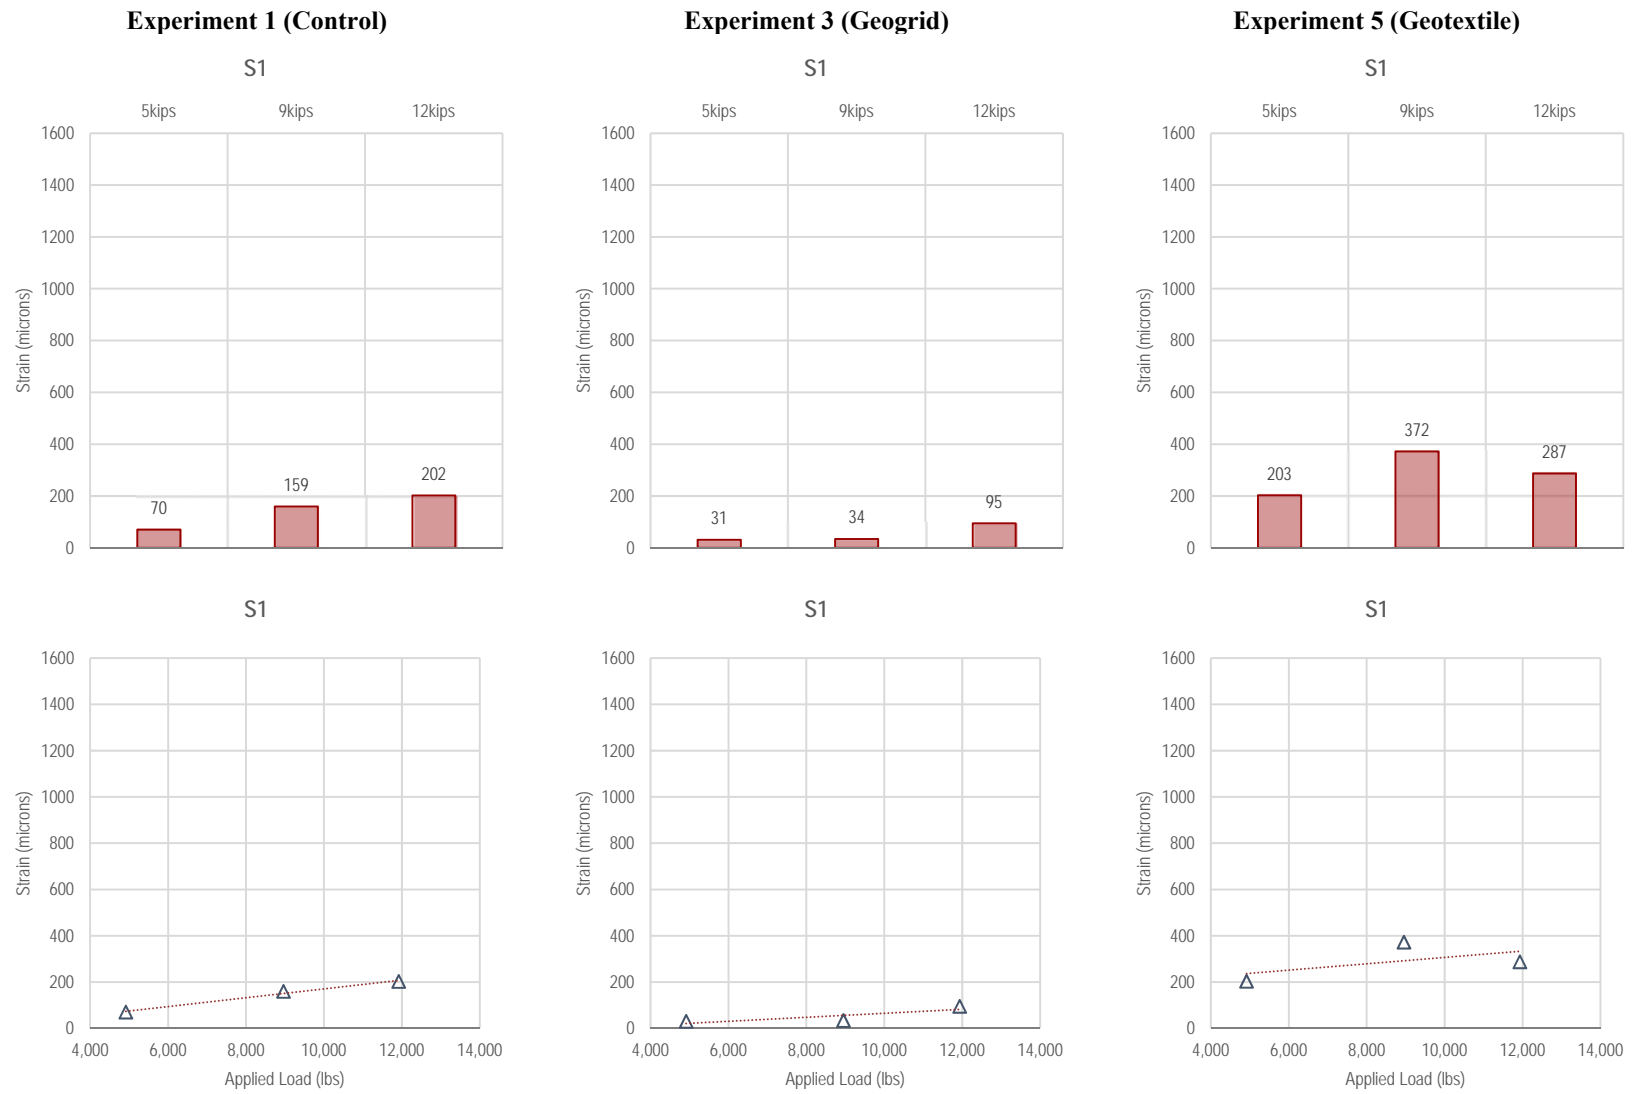 Experiment 1 (Control)
Experiment 3 (Geogrid)
Experiment 5 (Geotextile)
S1
5kips 9kips 12kips
1600
1400
1200
1000
800
600
400
200
0
Strain (microns)
70 159 202
S1
5kips 9kips 12kips
1600
1400
1200
1000
800
600
400
200
0
Strain (microns)
31 34 95
S1
5kips 9kips 12kips
1600
1400
1200
1000
800
600
400
200
0
Strain (microns)
203 372 287
S1
1600
1400
1200
1000
800
600
400
200
0
Strain (microns)
4,000 6,000 8,000 10,000 12,000 14,000
Applied Load (lbs)
S1
1600
1400
1200
1000
800
600
400
200
0
Strain (microns)
4,000 6,000 8,000 10,000 12,000 14,000
Applied Load (lbs)
S1
1600
1400
1200
1000
800
600
400
200
0
Strain (microns)
4,000 6,000 8,000 10,000 12,000 14,000
Applied Load (lbs)